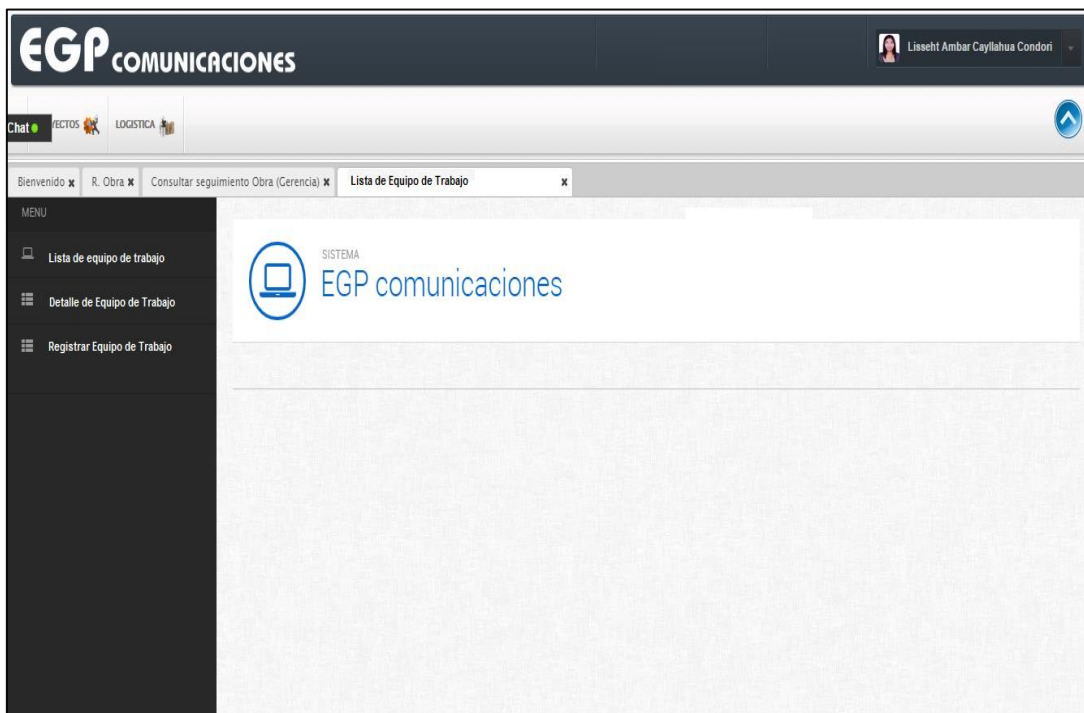 EGP COMUNICACIONES
Lisseht Ambar Cayllahua Condori
Chat
YECTOS LOGISTICA
Bienvenido x R. Obra x Consultar seguimiento Obra (Gerencia) x Lista de Equipo de Trabajo x
MENU
Lista de equipo de trabajo
Detalle de Equipo de Trabajo
Registrar Equipo de Trabajo
SISTEMA
EGP comunicaciones